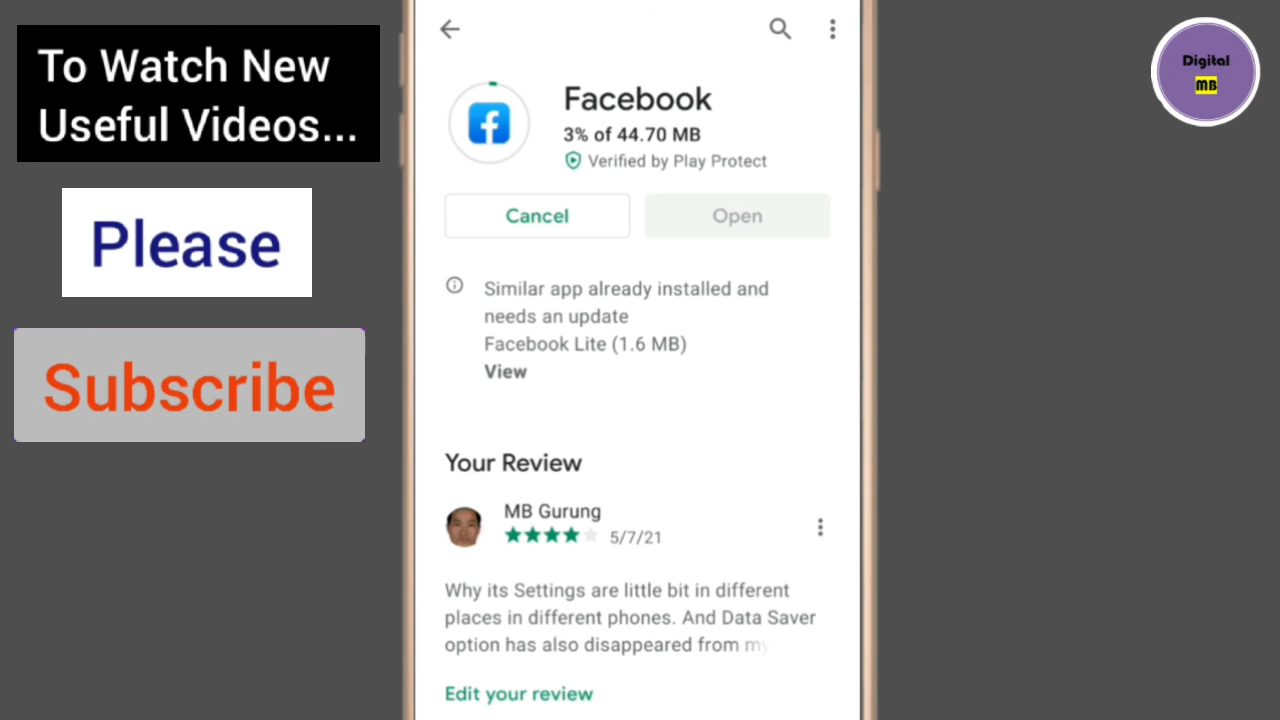 To Watch New
Useful Videos...
Please
Subscribe
Facebook
3% of 44.70 MB
Verified by Play Protect
Cancel
Open
Similar app already installed and
needs an update
Facebook Lite (1.6 MB)
View
Your Review
MB Gurung
5/7/21
Why its Settings are little bit in different
places in different phones. And Data Saver
option has also disappeared from my
Edit your review
Digital
MB